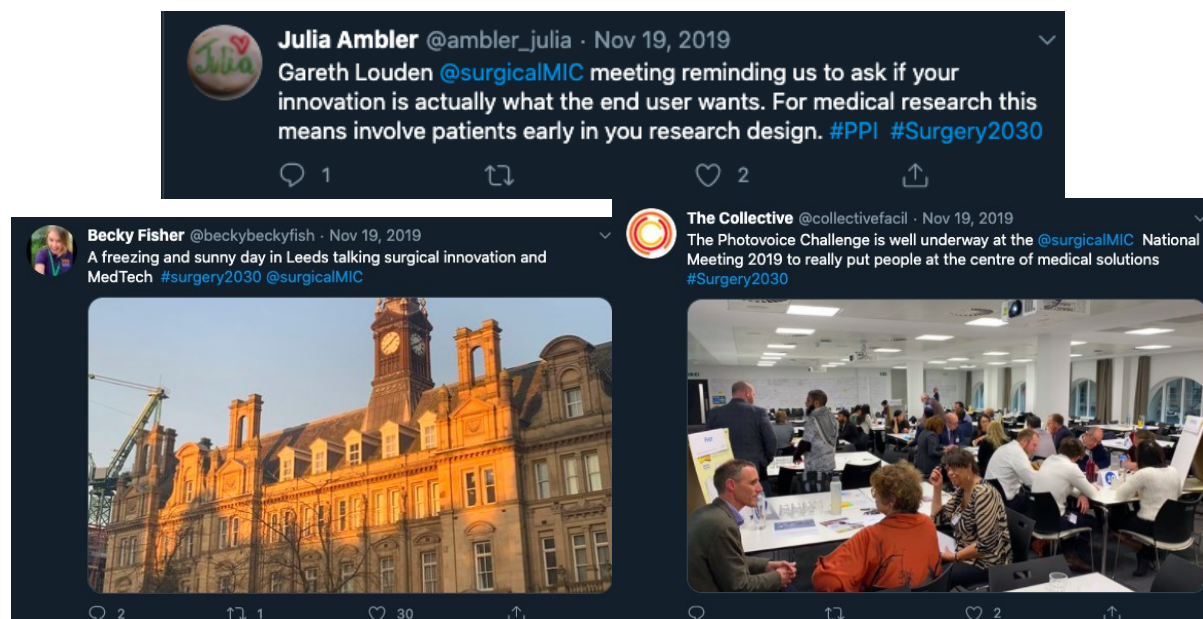 Julia Ambler @ambler_julia · Nov 19, 2019
Gareth Louden @surgicalMIC meeting reminding us to ask if your
innovation is actually what the end user wants. For medical research this
means involve patients early in you research design. #PPI #Surgery2030
1 2
Becky Fisher @beckybeckyfish · Nov 19, 2019
A freezing and sunny day in Leeds talking surgical innovation and
MedTech #surgery2030 @surgicalMIC
2 1 30
The Collective @collectivefacil · Nov 19, 2019
The Photovoice Challenge is well underway at the @surgicalMIC National
Meeting 2019 to really put people at the centre of medical solutions
#Surgery2030
2